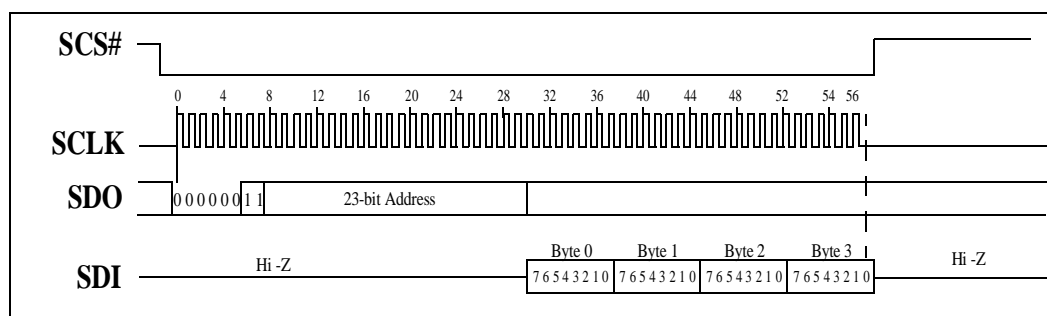 SCS#
0 4 8 12 16 20 24 28 32 36 40 44 48 52 54 56
SCLK
SDO
0 0 0 0 0 0 1 1
23-bit Address
Byte 0 Byte 1 Byte 2 Byte 3
Hi -Z
Hi -Z
SDI
7 6 5 4 3 2 1 0 7 6 5 4 3 2 1 0 7 6 5 4 3 2 1 0 7 6 5 4 3 2 1 0